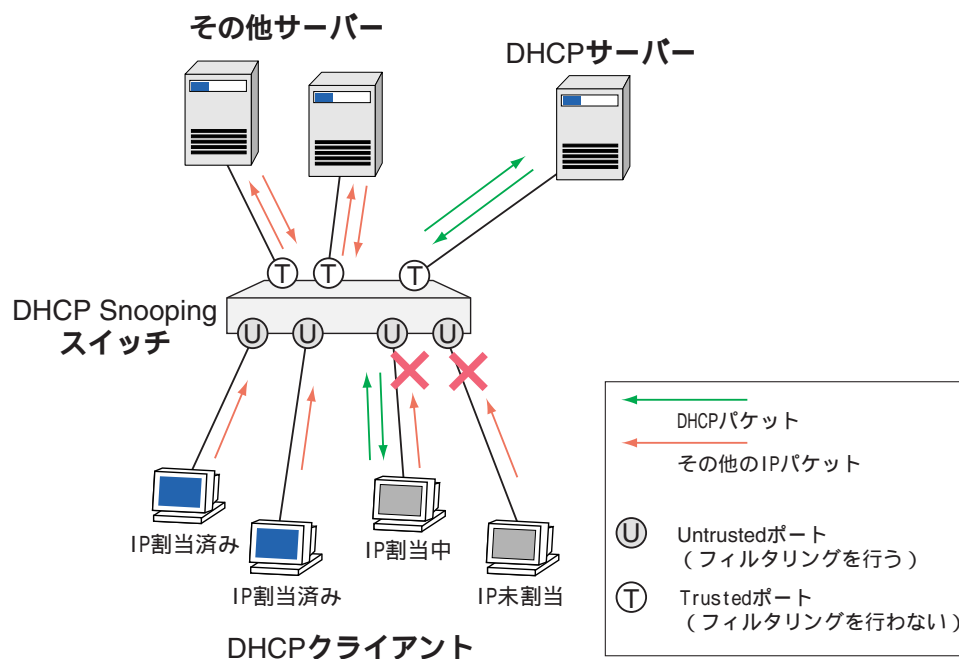 その他サーバー
DHCPサーバー
T
T
T
DHCP Snooping
スイッチ
U
U
U
U
IP割当済み
IP割当済み
IP割当中
IP未割当
DHCPクライアント
DHCPパケット
その他のIPパケット
U
Untrustedポート
(フィルタリングを行う)
T
Trustedポート
(フィルタリングを行わない)